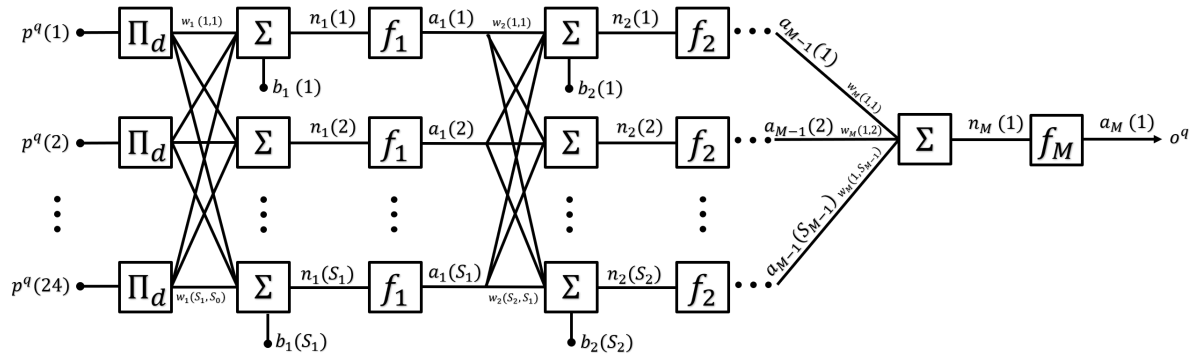 p^q(1) Π_d w_1(1,1) Σ n_1(1) f_1 a_1(1) w_2(1,1) Σ n_2(1) f_2 a_{M−1}(1)
b_1(1) b_2(1) w_M(1,1)
p^q(2) Π_d Σ n_1(2) f_1 a_1(2) Σ n_2(2) f_2 a_{M−1}(2) w_M(1,2) Σ n_M(1) f_M a_M(1) o^q
a_{M−1}(S_{M−1}) w_M(1,S_{M−1})
p^q(24) Π_d w_1(S_1,S_0) Σ n_1(S_1) f_1 a_1(S_1) w_2(S_2,S_1) Σ n_2(S_2) f_2
b_1(S_1) b_2(S_2)